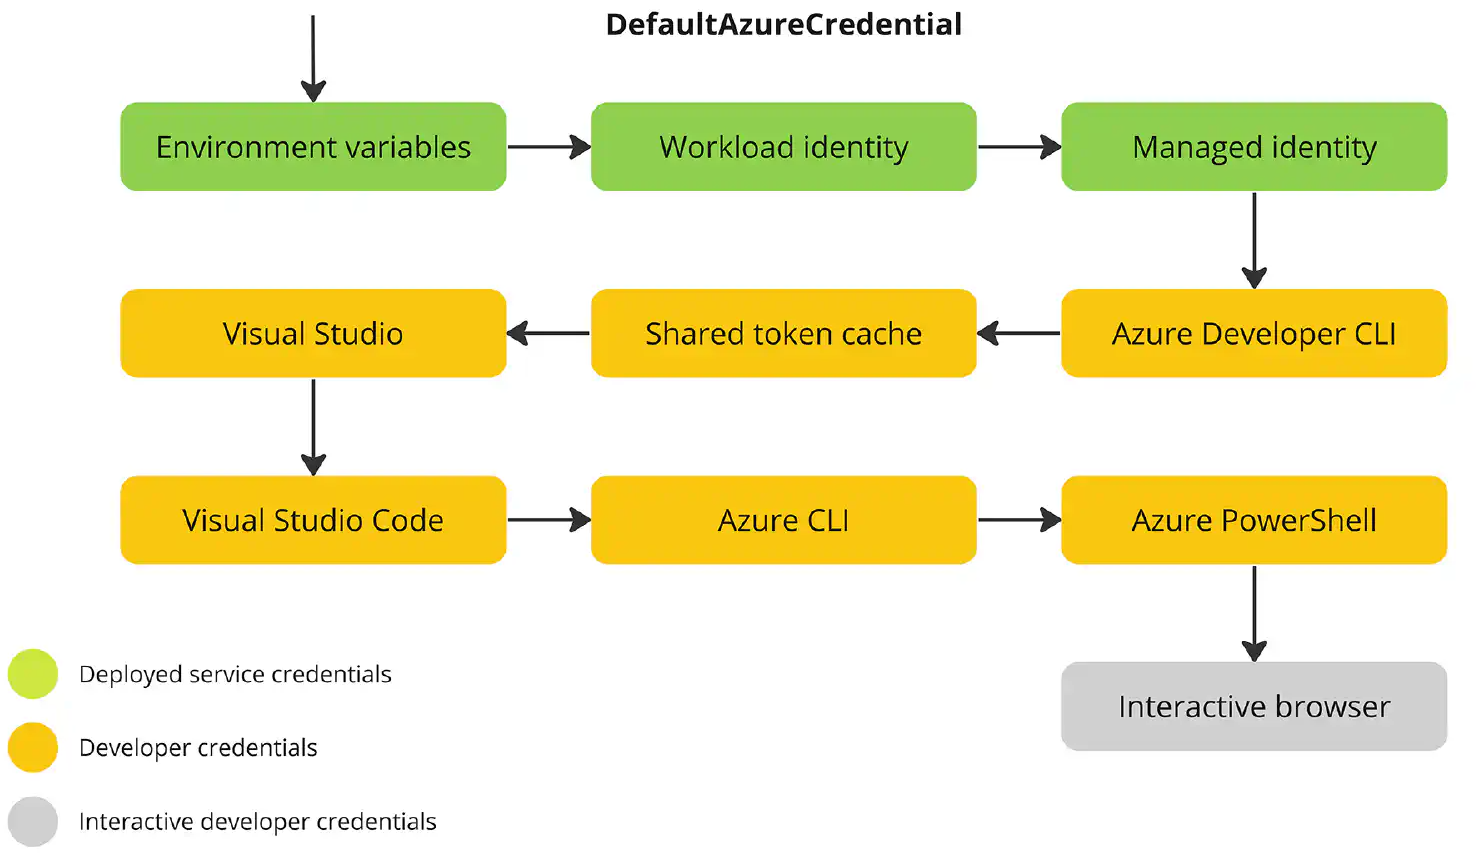 DefaultAzureCredential
Environment variables
Workload identity
Managed identity
Visual Studio
Shared token cache
Azure Developer CLI
Visual Studio Code
Azure CLI
Azure PowerShell
Interactive browser
Deployed service credentials
Developer credentials
Interactive developer credentials